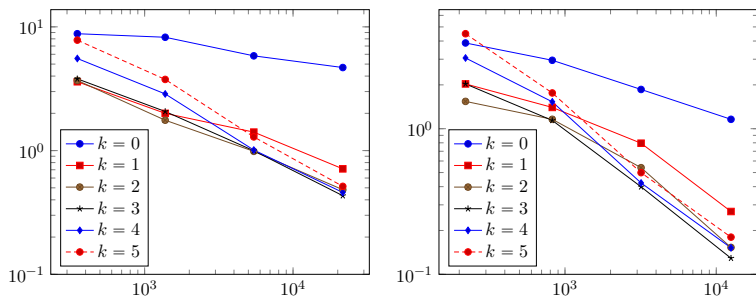 10^1
10^0
10^-1
k = 0
k = 1
k = 2
k = 3
k = 4
k = 5
10^3
10^4
10^0
10^-1
k = 0
k = 1
k = 2
k = 3
k = 4
k = 5
10^3
10^4